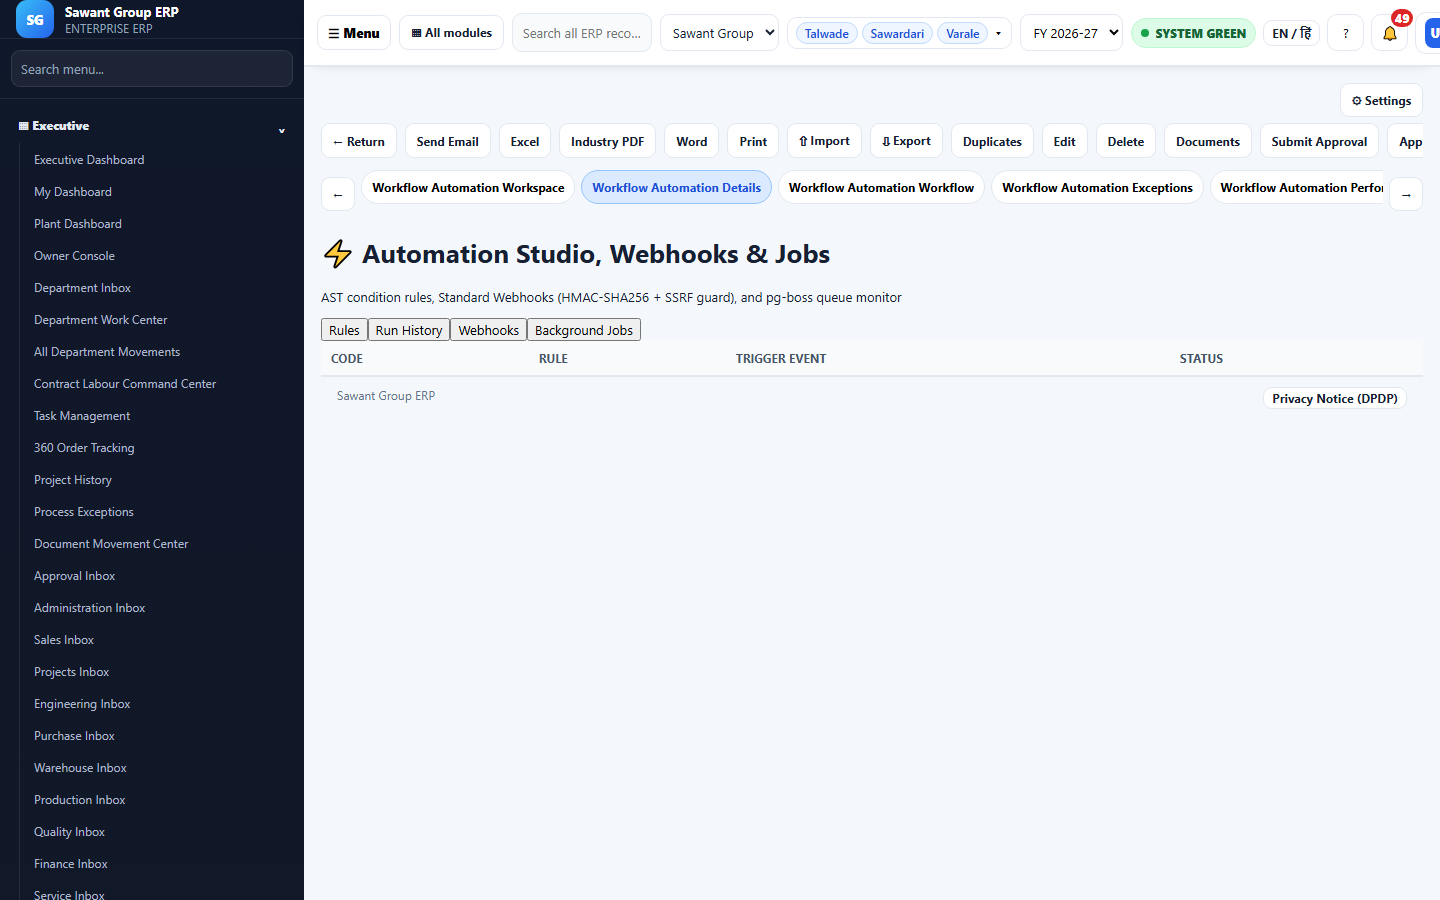 SG
Sawant Group ERP
ENTERPRISE ERP
Search menu...
Executive
Executive Dashboard
My Dashboard
Plant Dashboard
Owner Console
Department Inbox
Department Work Center
All Department Movements
Contract Labour Command Center
Task Management
360 Order Tracking
Project History
Process Exceptions
Document Movement Center
Approval Inbox
Administration Inbox
Sales Inbox
Projects Inbox
Engineering Inbox
Purchase Inbox
Warehouse Inbox
Production Inbox
Quality Inbox
Finance Inbox
Service Inbox
☰ Menu
All modules
Search all ERP reco...
Sawant Group
Talwade
Sawardari
Varale
FY 2026-27
SYSTEM GREEN
EN / हिं
?
49
U
⚙ Settings
← Return
Send Email
Excel
Industry PDF
Word
Print
⇧ Import
⇩ Export
Duplicates
Edit
Delete
Documents
Submit Approval
App
←
Workflow Automation Workspace
Workflow Automation Details
Workflow Automation Workflow
Workflow Automation Exceptions
Workflow Automation Perfor
→
⚡ Automation Studio, Webhooks & Jobs
AST condition rules, Standard Webhooks (HMAC-SHA256 + SSRF guard), and pg-boss queue monitor
Rules
Run History
Webhooks
Background Jobs
CODE RULE TRIGGER EVENT STATUS
Sawant Group ERP
Privacy Notice (DPDP)